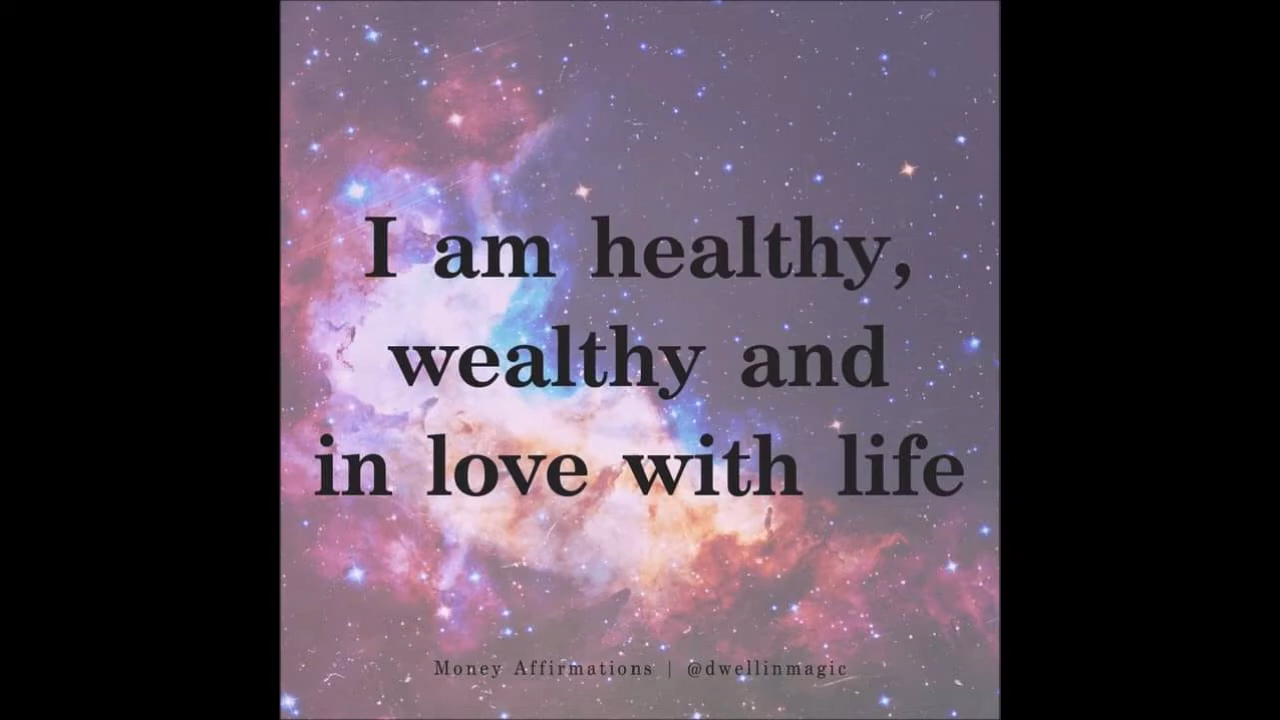 I am healthy,
wealthy and
in love with life
Money Affirmations | @dwellinmagic